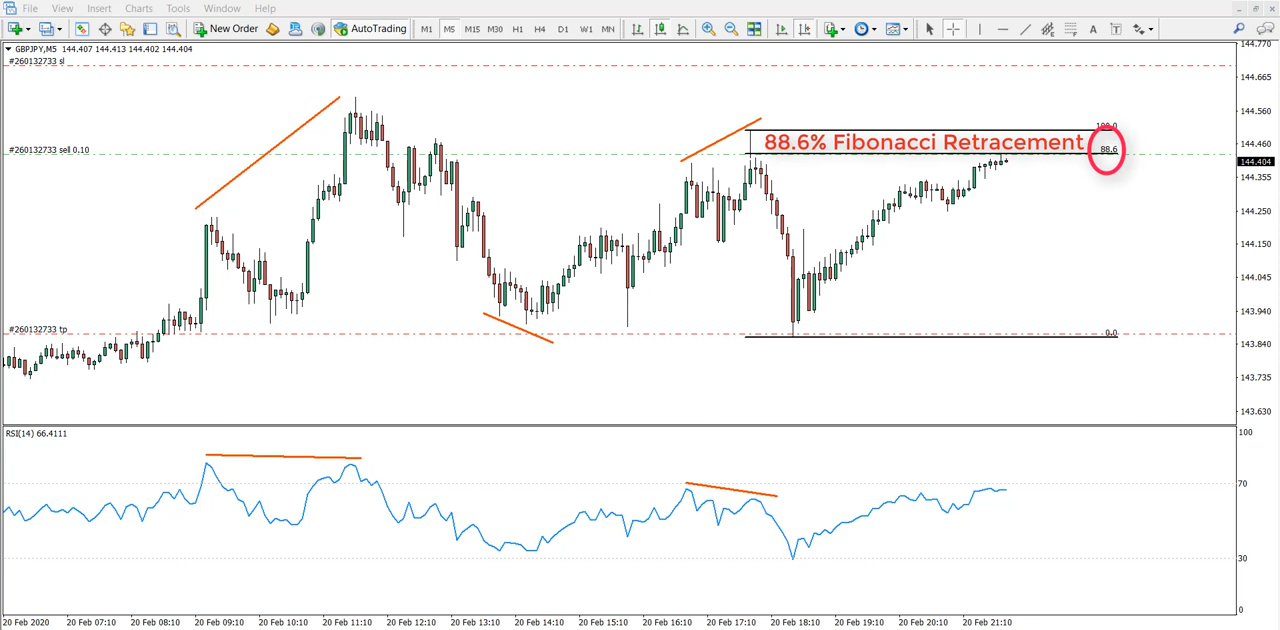 File View Insert Charts Tools Window Help
New Order AutoTrading M1 M5 M15 M30 H1 H4 D1 W1 MN
GBPJPY,M5 144.407 144.413 144.402 144.404
#260132733 sl
#260132733 sell 0.10
#260132733 tp
88.6% Fibonacci Retracement
100.0
88.6
0.0
144.770
144.665
144.560
144.460
144.404
144.355
144.250
144.150
144.045
143.940
143.840
143.735
143.630
RSI(14) 66.4111
100
70
30
0
20 Feb 2020 20 Feb 07:10 20 Feb 08:10 20 Feb 09:10 20 Feb 10:10 20 Feb 11:10 20 Feb 12:10 20 Feb 13:10 20 Feb 14:10 20 Feb 15:10 20 Feb 16:10 20 Feb 17:10 20 Feb 18:10 20 Feb 19:10 20 Feb 20:10 20 Feb 21:10